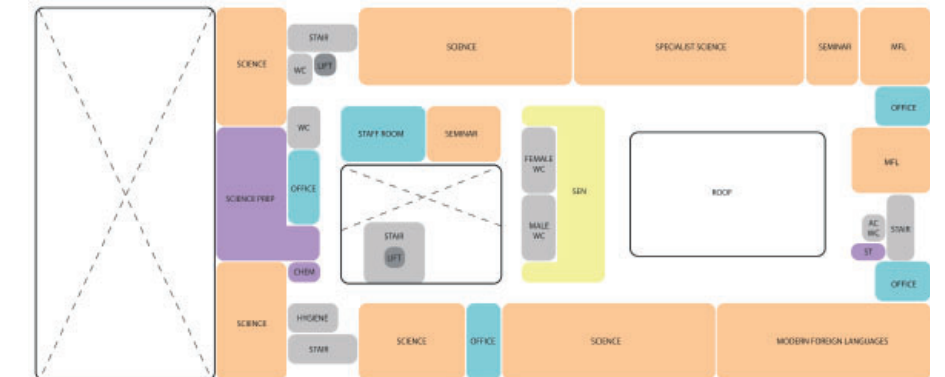 STAIR
SCIENCE
SCIENCE
SPECIALIST SCIENCE
SEMINAR
MFL
WC
LIFT
OFFICE
WC
STAFF ROOM
SEMINAR
FEMALE
WC
SCIENCE PREP
OFFICE
SEN
ROOF
MFL
MALE
WC
STAIR
LIFT
AC
WC
STAIR
ST
CHEM
OFFICE
SCIENCE
HYGIENE
STAIR
SCIENCE
OFFICE
SCIENCE
MODERN FOREIGN LANGUAGES